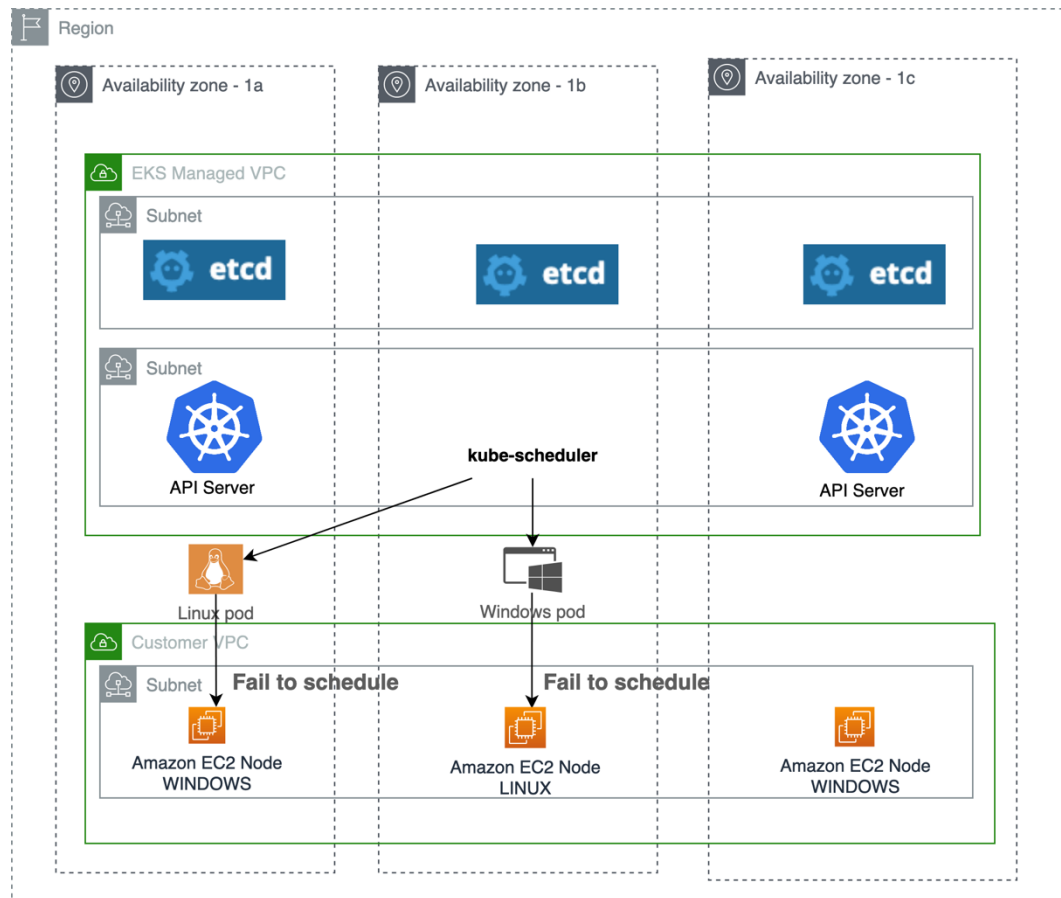 Region
Availability zone - 1a
Availability zone - 1b
Availability zone - 1c
EKS Managed VPC
Subnet
etcd
etcd
etcd
Subnet
kube-scheduler
API Server
API Server
Linux pod
Windows pod
Customer VPC
Subnet
Fail to schedule
Fail to schedule
Amazon EC2 Node
WINDOWS
Amazon EC2 Node
LINUX
Amazon EC2 Node
WINDOWS